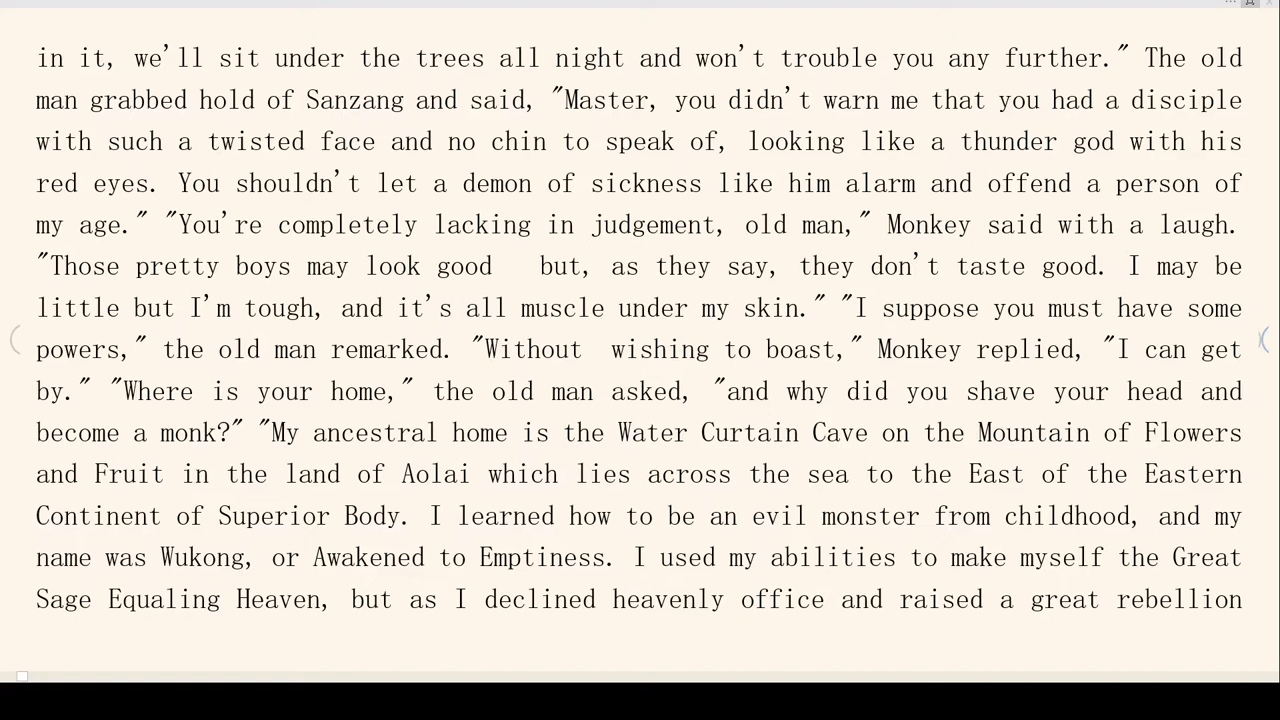 in it, we'll sit under the trees all night and won't trouble you any further." The old
man grabbed hold of Sanzang and said, "Master, you didn't warn me that you had a disciple
with such a twisted face and no chin to speak of, looking like a thunder god with his
red eyes. You shouldn't let a demon of sickness like him alarm and offend a person of
my age." "You're completely lacking in judgement, old man," Monkey said with a laugh.
"Those pretty boys may look good  but, as they say, they don't taste good. I may be
little but I'm tough, and it's all muscle under my skin." "I suppose you must have some
powers," the old man remarked. "Without  wishing to boast," Monkey replied, "I can get
by." "Where is your home," the old man asked, "and why did you shave your head and
become a monk?" "My ancestral home is the Water Curtain Cave on the Mountain of Flowers
and Fruit in the land of Aolai which lies across the sea to the East of the Eastern
Continent of Superior Body. I learned how to be an evil monster from childhood, and my
name was Wukong, or Awakened to Emptiness. I used my abilities to make myself the Great
Sage Equaling Heaven, but as I declined heavenly office and raised a great rebellion